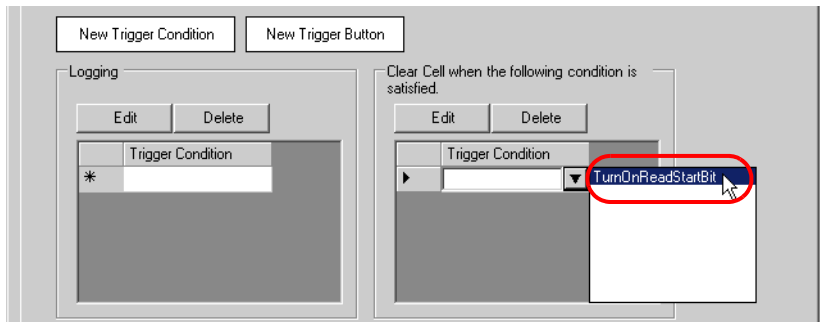 New Trigger Condition New Trigger Button
Logging
Clear Cell when the following condition is
satisfied.
Edit Delete
Edit Delete
Trigger Condition
Trigger Condition
TurnOnReadStartBit